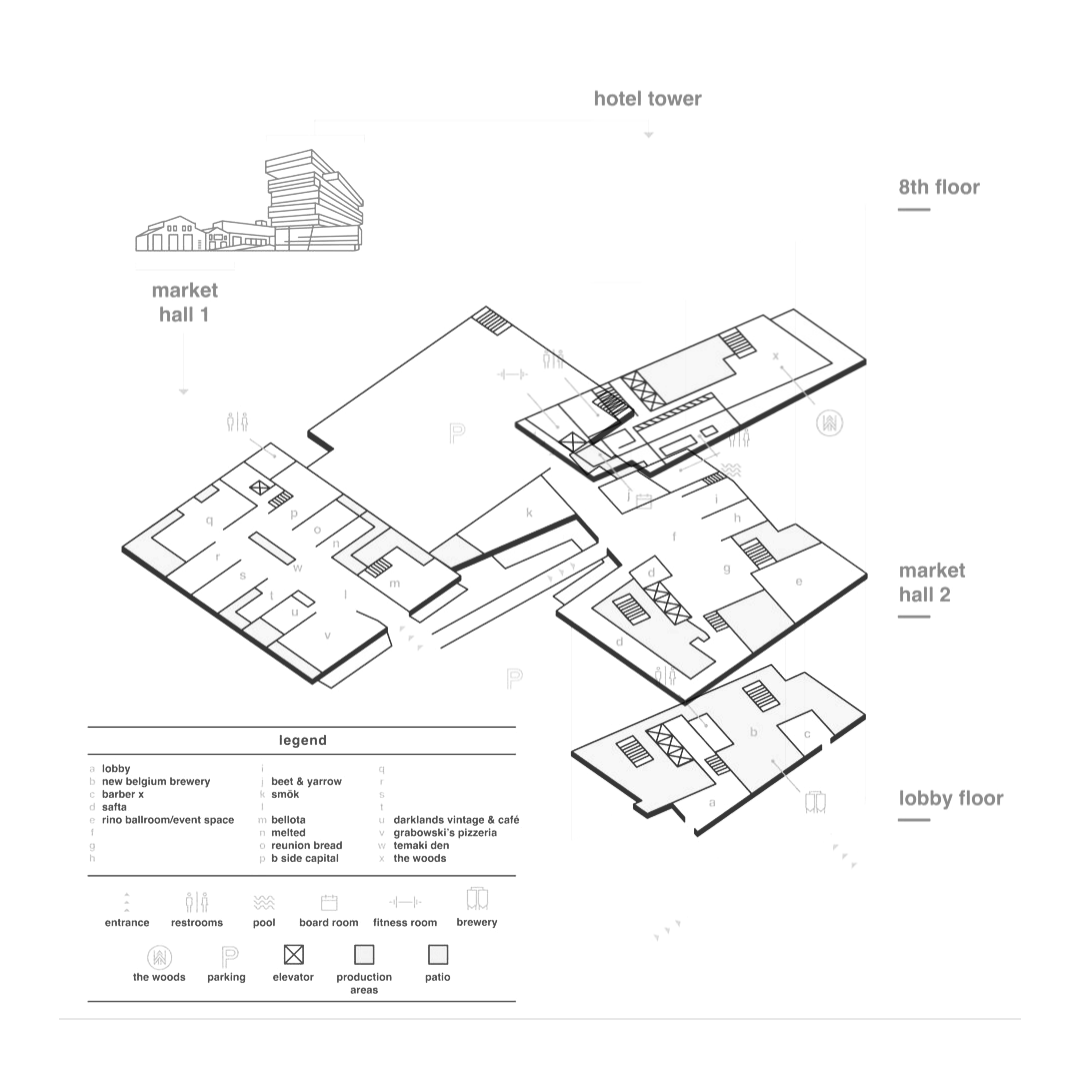 hotel tower
8th floor
market
hall 1
x
P
q
p
o
n
r
s
w
m
t
l
u
v
k
j
i
h
f
g
d
e
d
market
hall 2
P
b
c
a
lobby floor
legend
a lobby
b new belgium brewery
c barber x
d safta
e rino ballroom/event space
f
g
h
i
j beet & yarrow
k smök
l
m bellota
n melted
o reunion bread
p b side capital
q
r
s
t
u darklands vintage & café
v grabowski's pizzeria
w temaki den
x the woods
entrance restrooms pool board room fitness room brewery
P
the woods parking elevator production areas patio